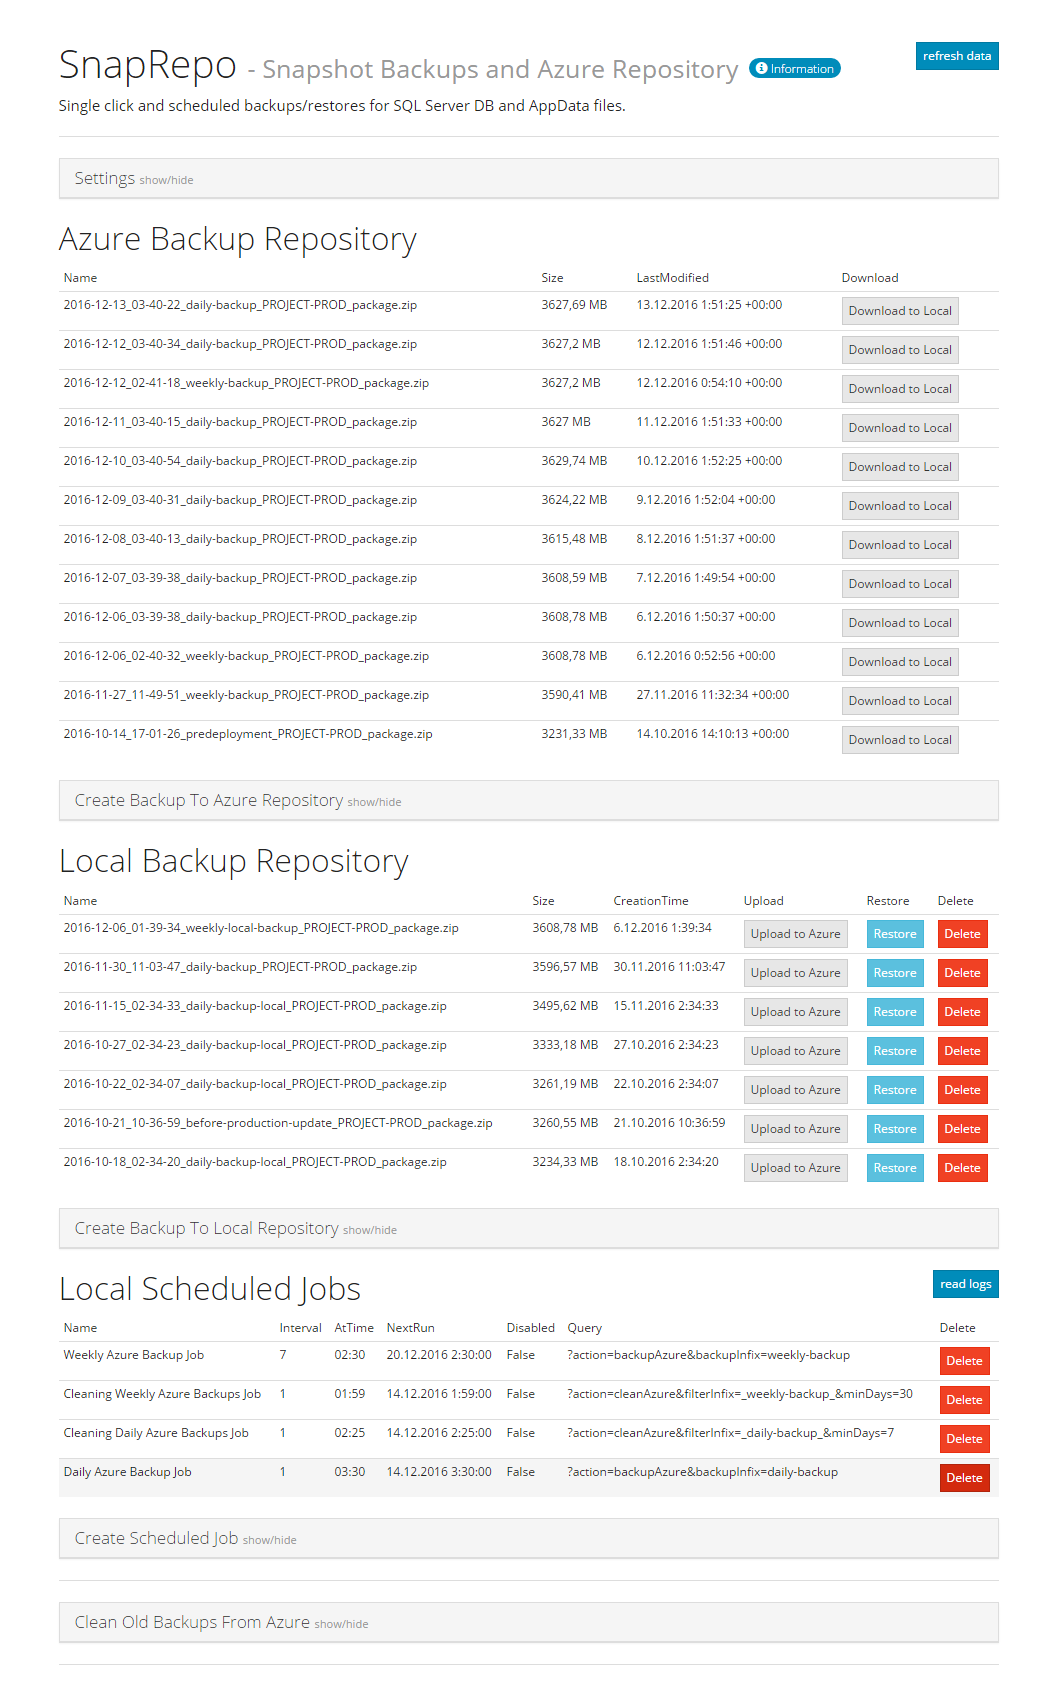 SnapRepo - Snapshot Backups and Azure Repository Information refresh data
Single click and scheduled backups/restores for SQL Server DB and AppData files.
Settings show/hide
Azure Backup Repository
Name Size LastModified Download
2016-12-13_03-40-22_daily-backup_PROJECT-PROD_package.zip 3627,69 MB 13.12.2016 1:51:25 +00:00 Download to Local
2016-12-12_03-40-34_daily-backup_PROJECT-PROD_package.zip 3627,2 MB 12.12.2016 1:51:46 +00:00 Download to Local
2016-12-12_02-41-18_weekly-backup_PROJECT-PROD_package.zip 3627,2 MB 12.12.2016 0:54:10 +00:00 Download to Local
2016-12-11_03-40-15_daily-backup_PROJECT-PROD_package.zip 3627 MB 11.12.2016 1:51:33 +00:00 Download to Local
2016-12-10_03-40-54_daily-backup_PROJECT-PROD_package.zip 3629,74 MB 10.12.2016 1:52:25 +00:00 Download to Local
2016-12-09_03-40-31_daily-backup_PROJECT-PROD_package.zip 3624,22 MB 9.12.2016 1:52:04 +00:00 Download to Local
2016-12-08_03-40-13_daily-backup_PROJECT-PROD_package.zip 3615,48 MB 8.12.2016 1:51:37 +00:00 Download to Local
2016-12-07_03-39-38_daily-backup_PROJECT-PROD_package.zip 3608,59 MB 7.12.2016 1:49:54 +00:00 Download to Local
2016-12-06_03-39-38_daily-backup_PROJECT-PROD_package.zip 3608,78 MB 6.12.2016 1:50:37 +00:00 Download to Local
2016-12-06_02-40-32_weekly-backup_PROJECT-PROD_package.zip 3608,78 MB 6.12.2016 0:52:56 +00:00 Download to Local
2016-11-27_11-49-51_weekly-backup_PROJECT-PROD_package.zip 3590,41 MB 27.11.2016 11:32:34 +00:00 Download to Local
2016-10-14_17-01-26_predeployment_PROJECT-PROD_package.zip 3231,33 MB 14.10.2016 14:10:13 +00:00 Download to Local
Create Backup To Azure Repository show/hide
Local Backup Repository
Name Size CreationTime Upload Restore Delete
2016-12-06_01-39-34_weekly-local-backup_PROJECT-PROD_package.zip 3608,78 MB 6.12.2016 1:39:34 Upload to Azure Restore Delete
2016-11-30_11-03-47_daily-backup_PROJECT-PROD_package.zip 3596,57 MB 30.11.2016 11:03:47 Upload to Azure Restore Delete
2016-11-15_02-34-33_daily-backup-local_PROJECT-PROD_package.zip 3495,62 MB 15.11.2016 2:34:33 Upload to Azure Restore Delete
2016-10-27_02-34-23_daily-backup-local_PROJECT-PROD_package.zip 3333,18 MB 27.10.2016 2:34:23 Upload to Azure Restore Delete
2016-10-22_02-34-07_daily-backup-local_PROJECT-PROD_package.zip 3261,19 MB 22.10.2016 2:34:07 Upload to Azure Restore Delete
2016-10-21_10-36-59_before-production-update_PROJECT-PROD_package.zip 3260,55 MB 21.10.2016 10:36:59 Upload to Azure Restore Delete
2016-10-18_02-34-20_daily-backup-local_PROJECT-PROD_package.zip 3234,33 MB 18.10.2016 2:34:20 Upload to Azure Restore Delete
Create Backup To Local Repository show/hide
Local Scheduled Jobs read logs
Name Interval AtTime NextRun Disabled Query Delete
Weekly Azure Backup Job 7 02:30 20.12.2016 2:30:00 False ?action=backupAzure&backupInfix=weekly-backup Delete
Cleaning Weekly Azure Backups Job 1 01:59 14.12.2016 1:59:00 False ?action=cleanAzure&filterInfix=_weekly-backup_&minDays=30 Delete
Cleaning Daily Azure Backups Job 1 02:25 14.12.2016 2:25:00 False ?action=cleanAzure&filterInfix=_daily-backup_&minDays=7 Delete
Daily Azure Backup Job 1 03:30 14.12.2016 3:30:00 False ?action=backupAzure&backupInfix=daily-backup Delete
Create Scheduled Job show/hide
Clean Old Backups From Azure show/hide